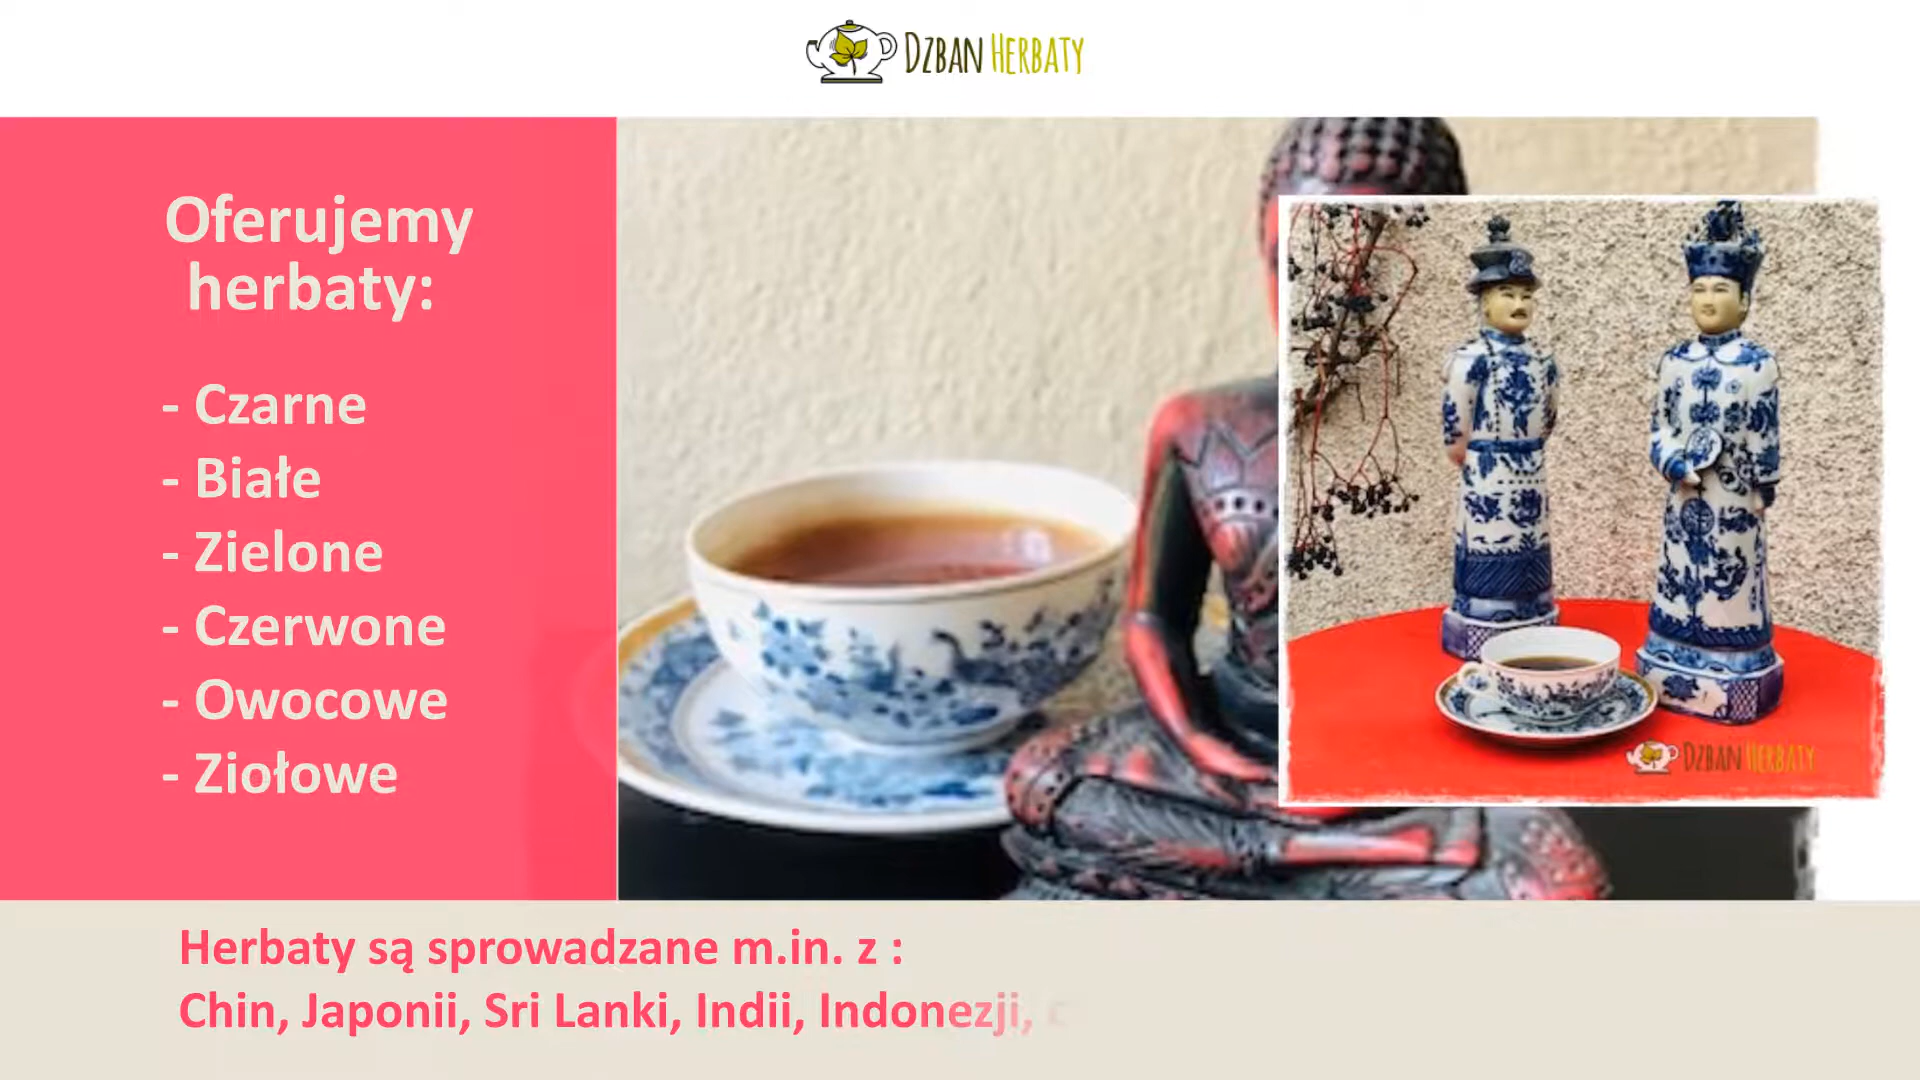 DZBAN HERBATY
Oferujemy
herbaty:
- Czarne
- Białe
- Zielone
- Czerwone
- Owocowe
- Ziołowe
DZBAN HERBATY
Herbaty są sprowadzane m.in. z :
Chin, Japonii, Sri Lanki, Indii, Indonezji,